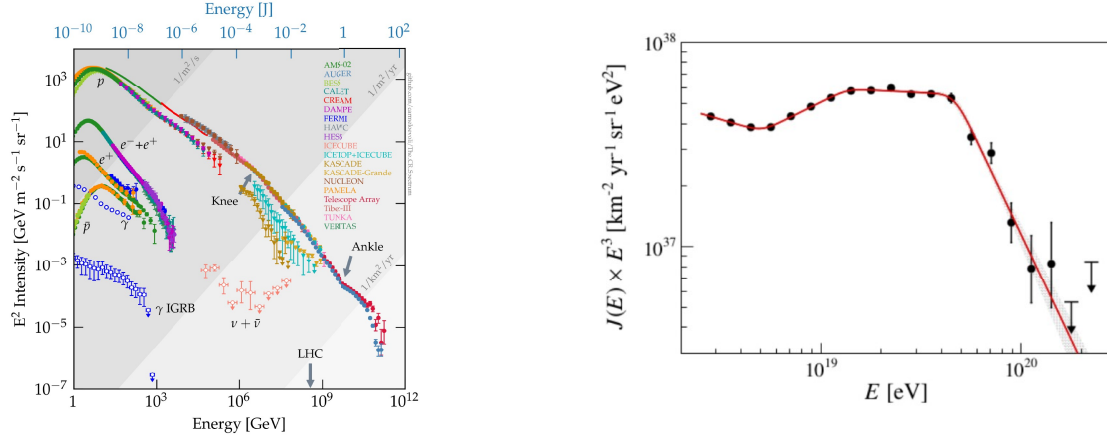 Energy [J]
10⁻¹⁰ 10⁻⁸ 10⁻⁶ 10⁻⁴ 10⁻² 1 10²
10³
10¹
10⁻¹
10⁻³
10⁻⁵
10⁻⁷
E² Intensity [GeV m⁻² s⁻¹ sr⁻¹]
1 10³ 10⁶ 10⁹ 10¹²
Energy [GeV]
1/m²/s
1/m²/yr
1/km²/yr
p
e⁻+e⁺
e⁺
p̄
γ
γ IGRB
ν + ν̄
Knee
Ankle
LHC
AMS-02
AUGER
BESS
CALET
CREAM
DAMPE
FERMI
HAWC
HESS
ICECUBE
ICETOP+ICECUBE
KASCADE
KASCADE-Grande
NUCLEON
PAMELA
Telescope Array
Tibet-III
TUNKA
VERITAS
10³⁸
10³⁷
J(E) × E³ [km⁻² yr⁻¹ sr⁻¹ eV²]
10¹⁹ 10²⁰
E [eV]